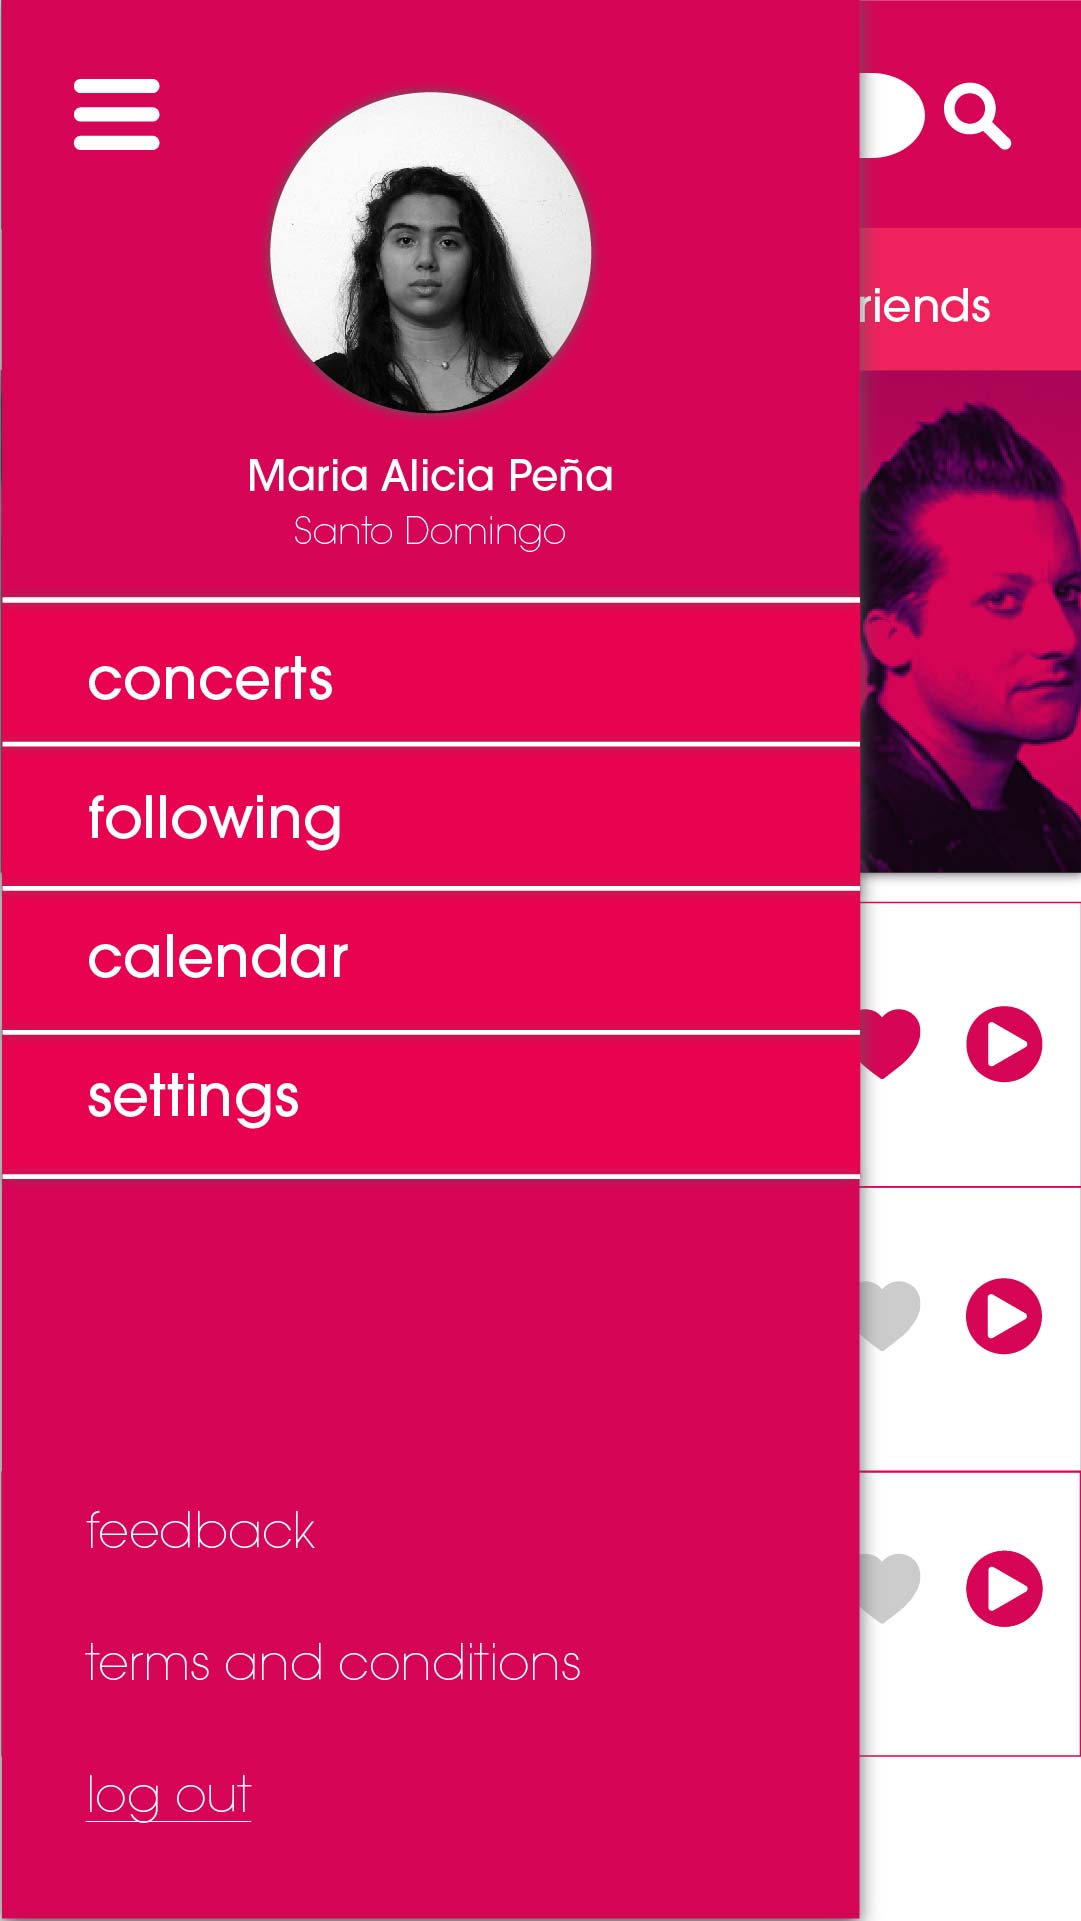 riends
Maria Alicia Peña
Santo Domingo
concerts
following
calendar
settings
feedback
terms and conditions
log out